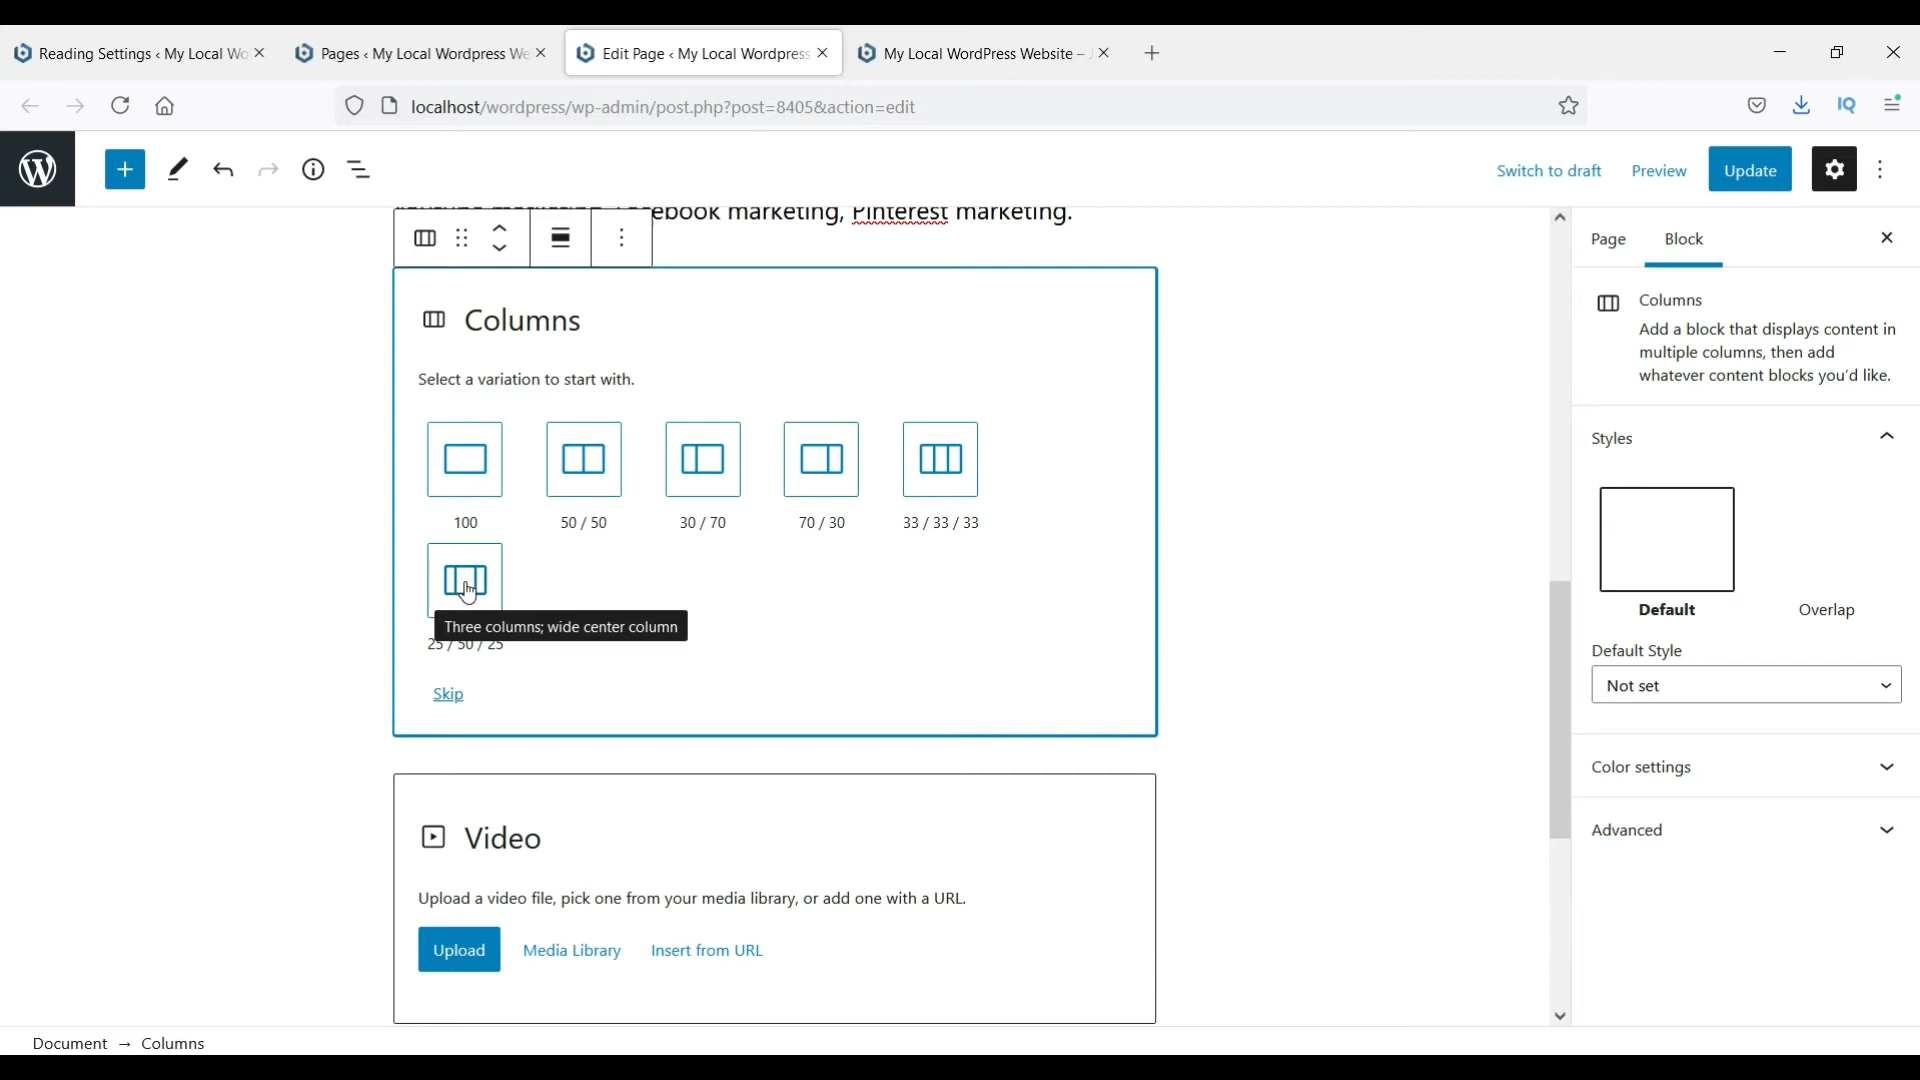 Reading Settings ‹ My Local Wo
Pages ‹ My Local Wordpress We
Edit Page ‹ My Local Wordpress
My Local WordPress Website –
localhost/wordpress/wp-admin/post.php?post=8405&action=edit
IQ
Switch to draft
Preview
Update
marketing, Pinterest marketing.
Page
Block
Columns
Add a block that displays content in
multiple columns, then add
whatever content blocks you'd like.
Columns
Select a variation to start with.
100
50 / 50
30 / 70
70 / 30
33 / 33 / 33
Three columns; wide center column
25 / 50 / 25
Skip
Styles
Default
Overlap
Default Style
Not set
Color settings
Advanced
Video
Upload a video file, pick one from your media library, or add one with a URL.
Upload
Media Library
Insert from URL
Document → Columns